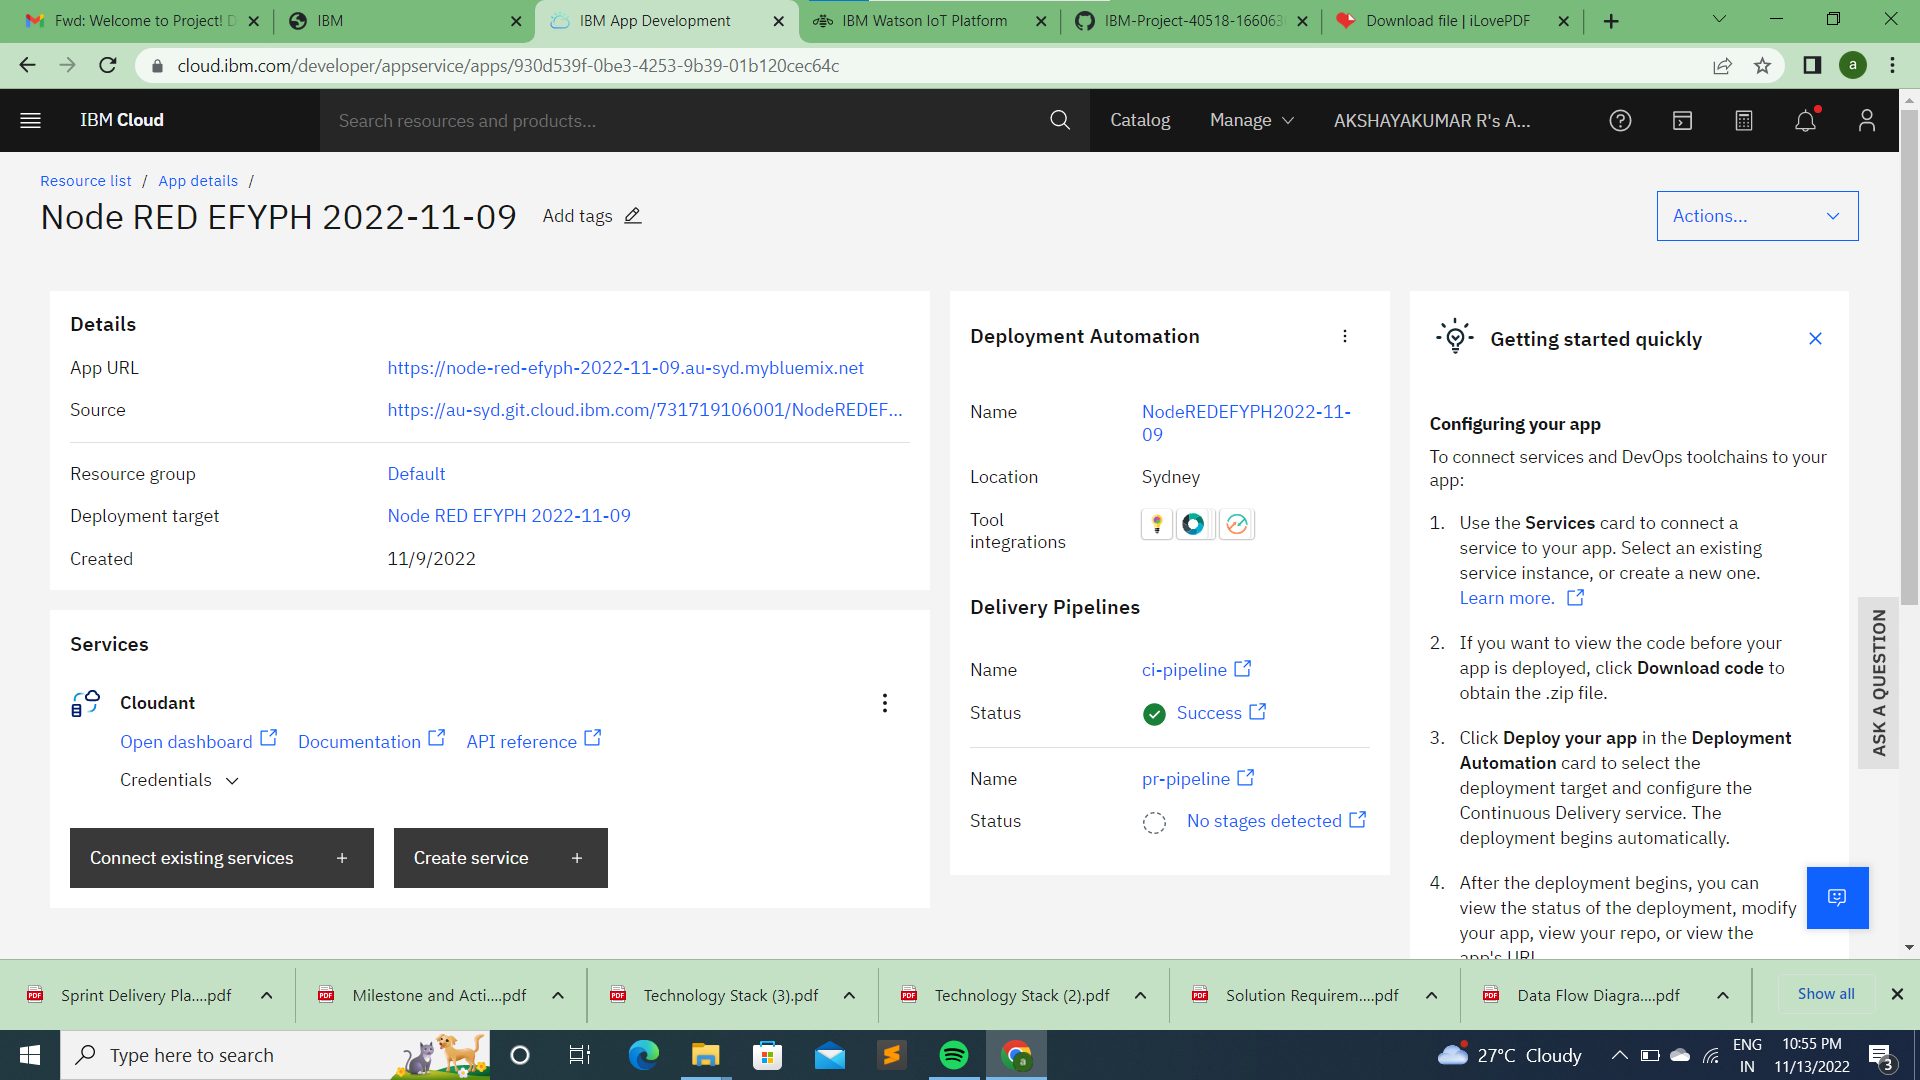 Fwd: Welcome to Project! D
IBM
IBM App Development
IBM Watson IoT Platform
IBM-Project-40518-166063
Download file | iLovePDF
cloud.ibm.com/developer/appservice/apps/930d539f-0be3-4253-9b39-01b120cec64c
a
IBM Cloud
Search resources and products...
Catalog
Manage
AKSHAYAKUMAR R's A...
Resource list / App details /
Node RED EFYPH 2022-11-09
Add tags
Actions...
Details
App URL
https://node-red-efyph-2022-11-09.au-syd.mybluemix.net
Source
https://au-syd.git.cloud.ibm.com/731719106001/NodeREDEF...
Resource group
Default
Deployment target
Node RED EFYPH 2022-11-09
Created
11/9/2022
Services
Cloudant
Open dashboard
Documentation
API reference
Credentials
Connect existing services +
Create service +
Deployment Automation
Name
NodeREDEFYPH2022-11-
09
Location
Sydney
Tool
integrations
Delivery Pipelines
Name
ci-pipeline
Status
Success
Name
pr-pipeline
Status
No stages detected
Getting started quickly
Configuring your app
To connect services and DevOps toolchains to your
app:
1. Use the Services card to connect a
service to your app. Select an existing
service instance, or create a new one.
Learn more.
2. If you want to view the code before your
app is deployed, click Download code to
obtain the .zip file.
3. Click Deploy your app in the Deployment
Automation card to select the
deployment target and configure the
Continuous Delivery service. The
deployment begins automatically.
4. After the deployment begins, you can
view the status of the deployment, modify
your app, view your repo, or view the
app's URL
ASK A QUESTION
Sprint Delivery Pla....pdf
Milestone and Acti....pdf
Technology Stack (3).pdf
Technology Stack (2).pdf
Solution Requirem....pdf
Data Flow Diagra....pdf
Show all
Type here to search
a
27°C Cloudy
ENG
IN
10:55 PM
11/13/2022
3